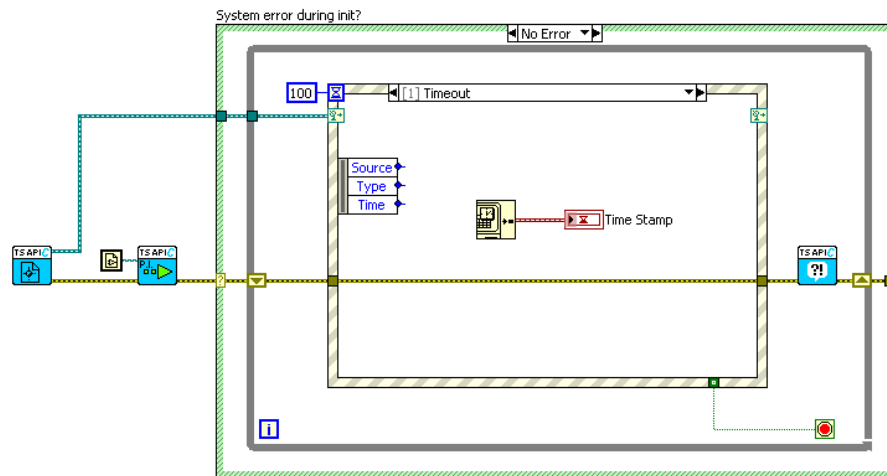 System error during init?
No Error
100
[1] Timeout
Source
Type
Time
Time Stamp
TS API C
TS API C
P.I.
TS API C
?!
?
i